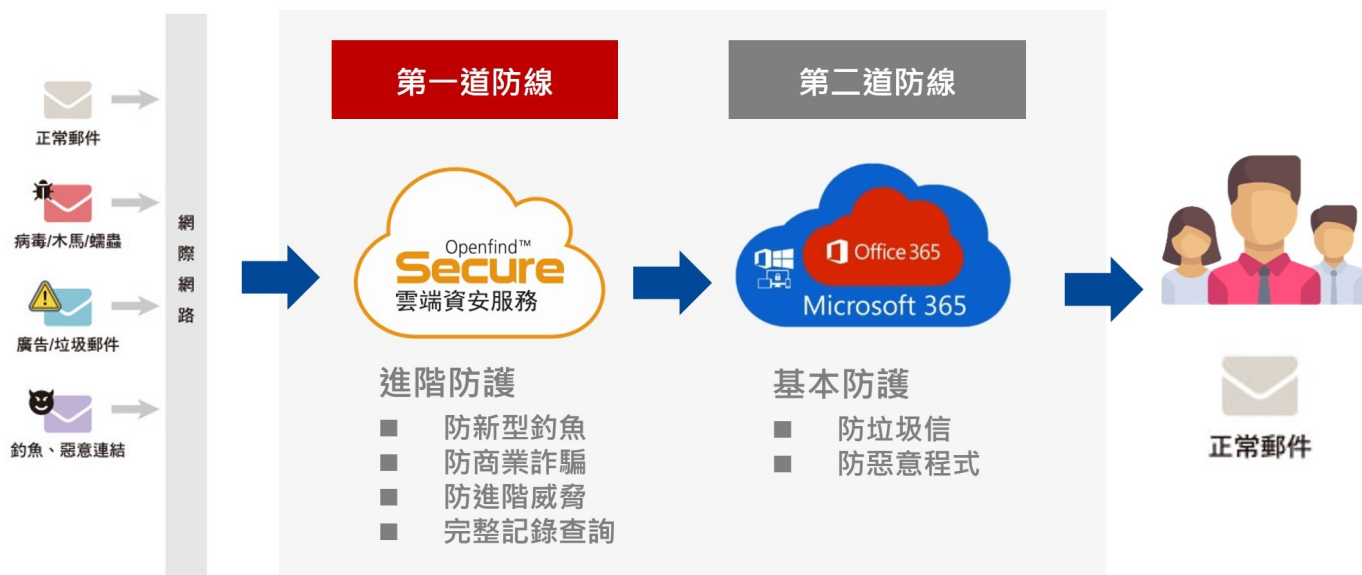 正常郵件
病毒/木馬/蠕蟲
廣告/垃圾郵件
釣魚、惡意連結
網際網路
第一道防線
Openfind™
Secure
雲端資安服務
進階防護
■ 防新型釣魚
■ 防商業詐騙
■ 防進階威脅
■ 完整記錄查詢
第二道防線
Office 365
Microsoft 365
基本防護
■ 防垃圾信
■ 防惡意程式
正常郵件